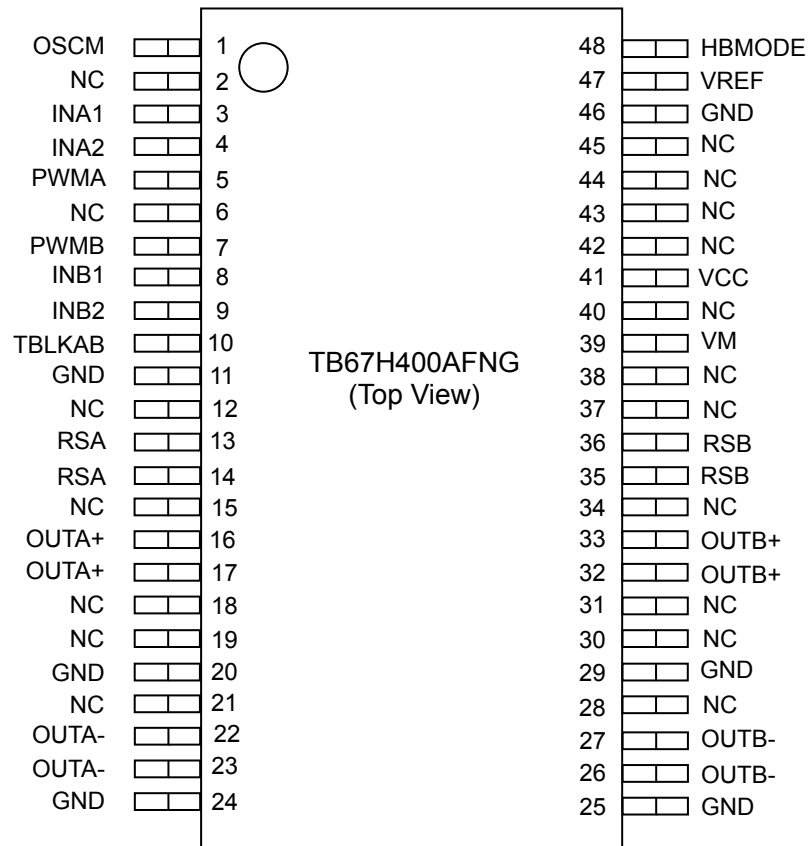 OSCM 1 48 HBMODE
NC 2 47 VREF
INA1 3 46 GND
INA2 4 45 NC
PWMA 5 44 NC
NC 6 43 NC
PWMB 7 42 NC
INB1 8 41 VCC
INB2 9 40 NC
TBLKAB 10 39 VM
TB67H400AFNG
(Top View)
GND 11 38 NC
NC 12 37 NC
RSA 13 36 RSB
RSA 14 35 RSB
NC 15 34 NC
OUTA+ 16 33 OUTB+
OUTA+ 17 32 OUTB+
NC 18 31 NC
NC 19 30 NC
GND 20 29 GND
NC 21 28 NC
OUTA- 22 27 OUTB-
OUTA- 23 26 OUTB-
GND 24 25 GND